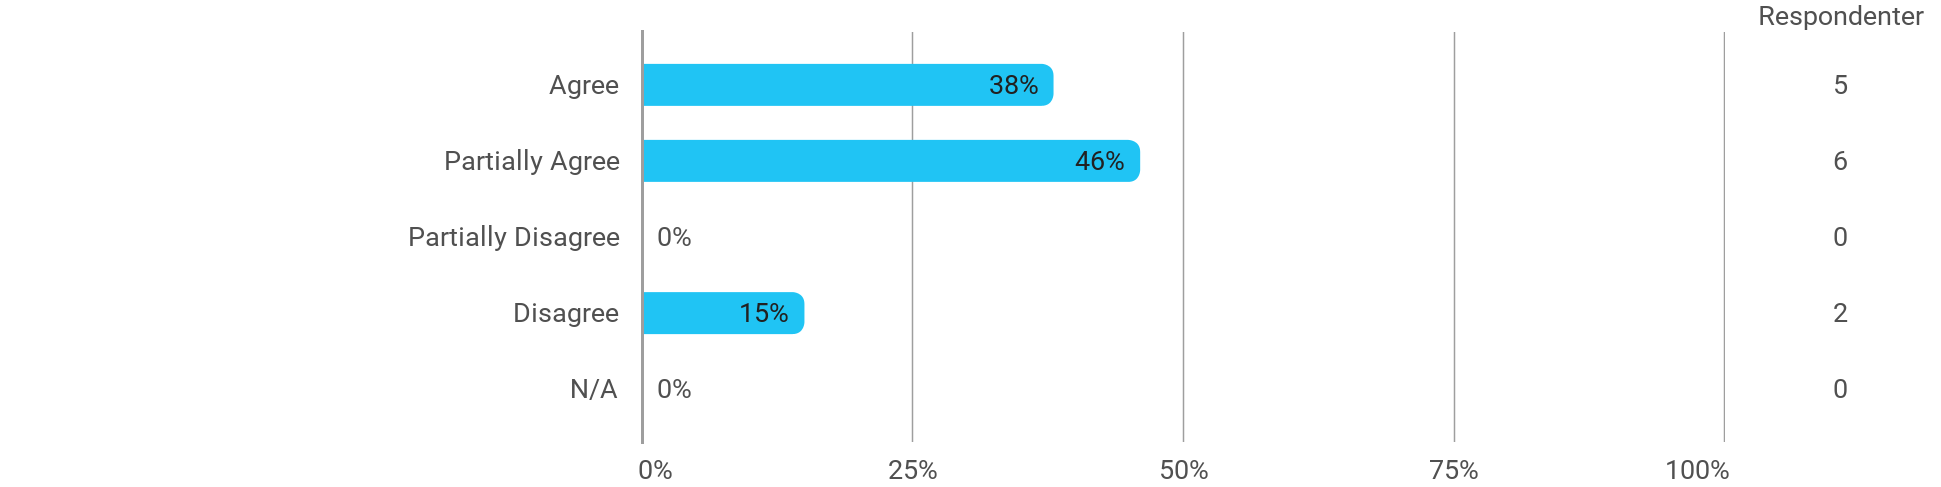 Respondenter
Agree 38% 5
Partially Agree 46% 6
Partially Disagree 0% 0
Disagree 15% 2
N/A 0% 0
0% 25% 50% 75% 100%